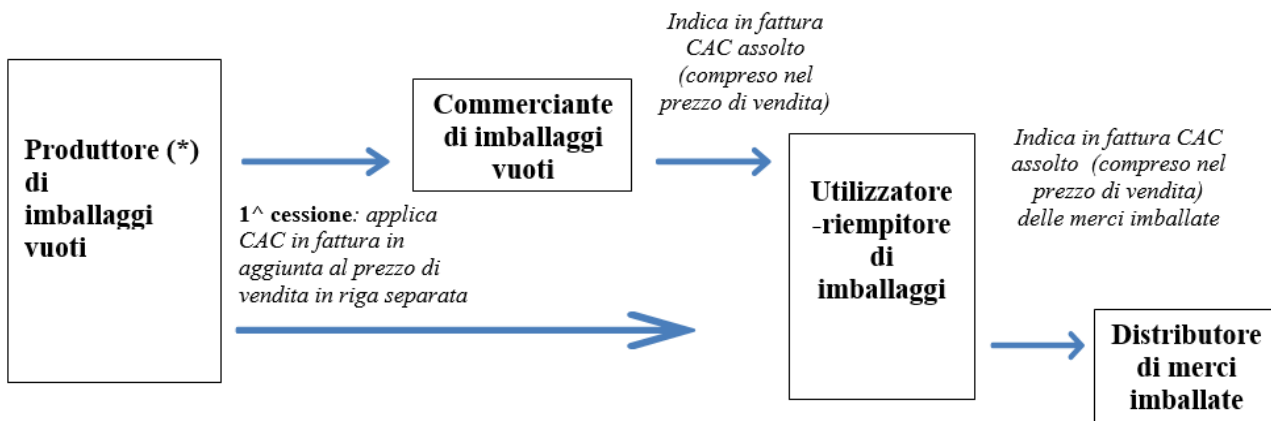 Produttore (*)
di
imballaggi
vuoti
1^ cessione: applica
CAC in fattura in
aggiunta al prezzo di
vendita in riga separata
Commerciante
di imballaggi
vuoti
Indica in fattura
CAC assolto
(compreso nel
prezzo di vendita)
Utilizzatore
-riempitore
di
imballaggi
Indica in fattura CAC
assolto (compreso nel
prezzo di vendita)
delle merci imballate
Distributore
di merci
imballate